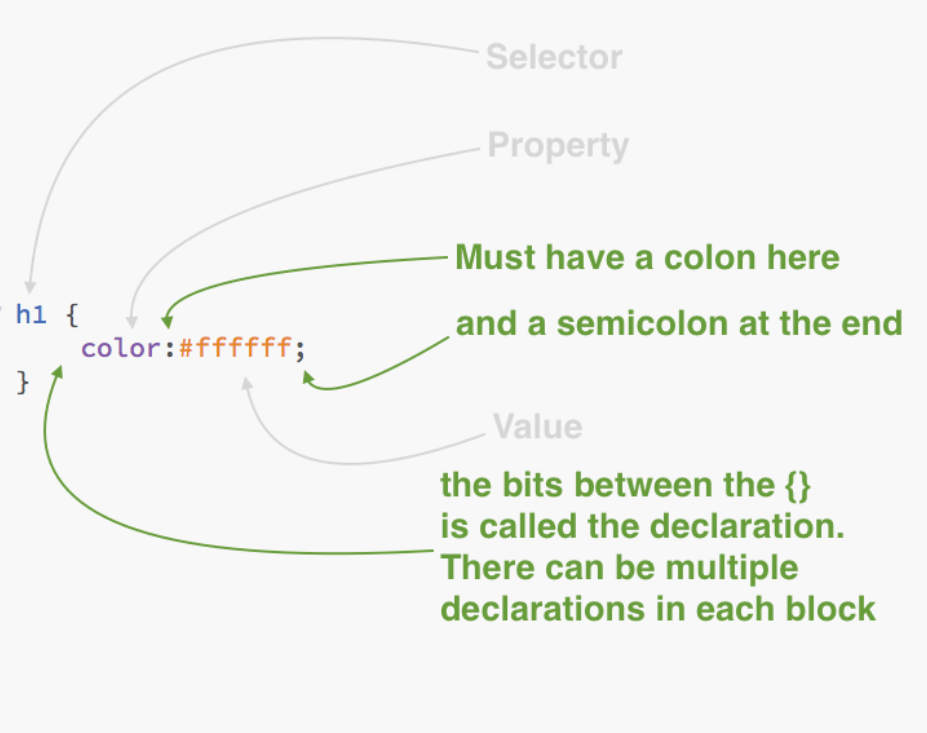 Selector
Property
Must have a colon here
and a semicolon at the end
h1 {
color:#ffffff;
}
Value
the bits between the {}
is called the declaration.
There can be multiple
declarations in each block